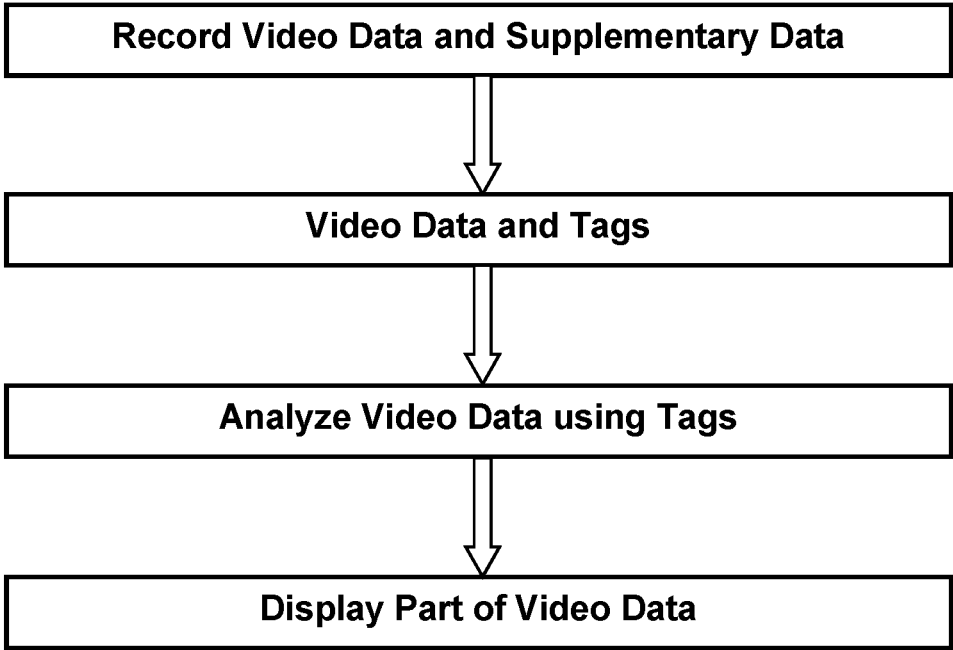 Record Video Data and Supplementary Data
Video Data and Tags
Analyze Video Data using Tags
Display Part of Video Data